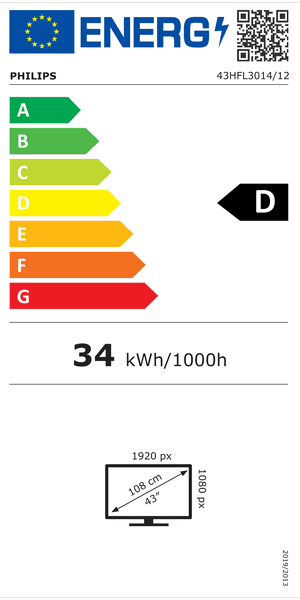 ENERG
PHILIPS
43HFL3014/12
A
B
C
D
D
E
F
G
34 kWh/1000h
1920 px
1080 px
108 cm
43"
2019/2013